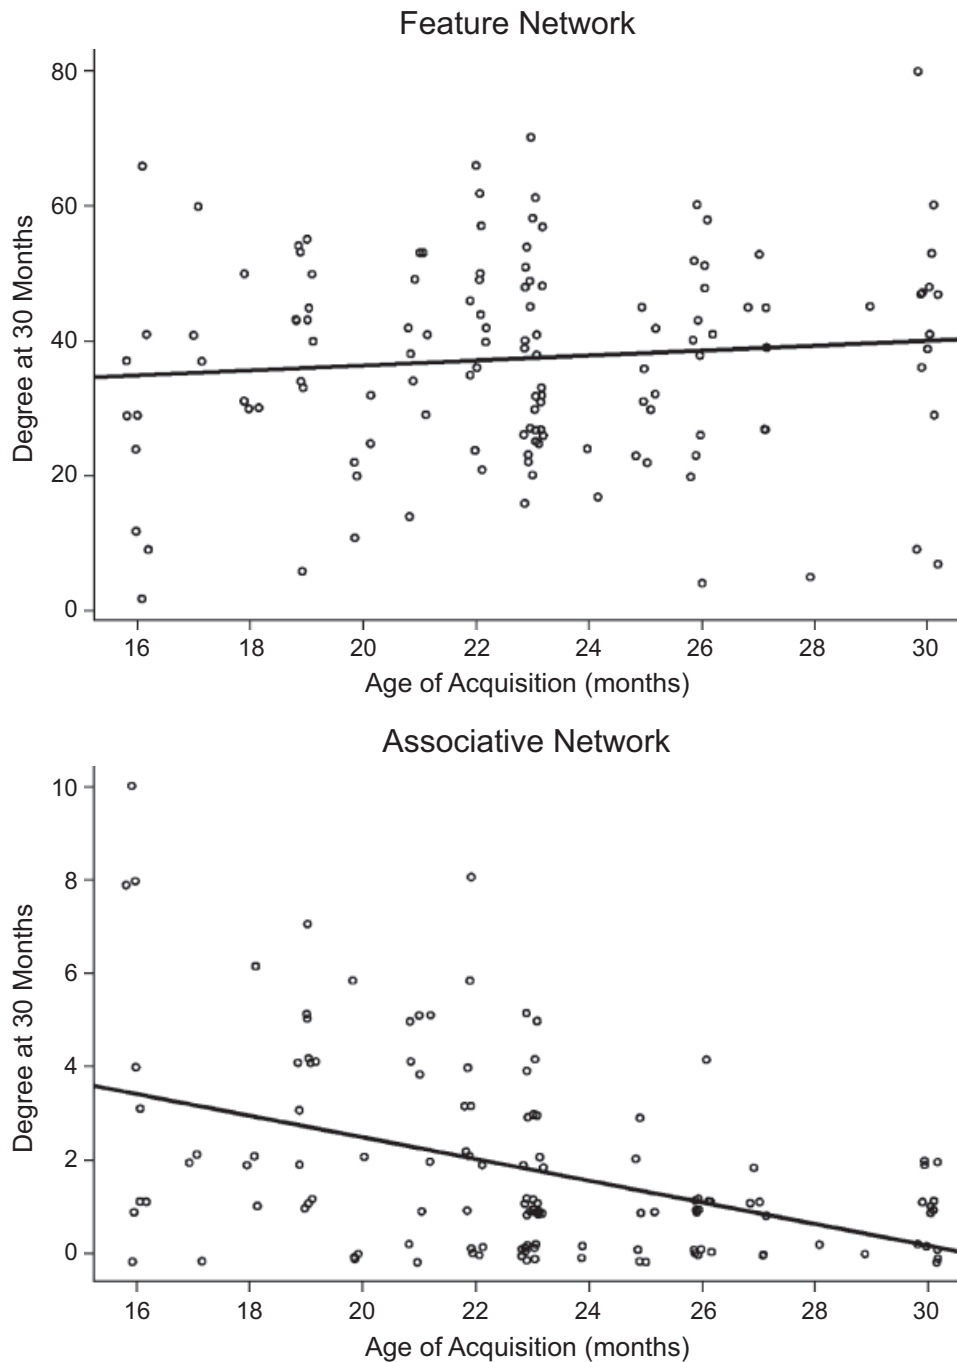 Feature Network
80
60
40
20
0
Degree at 30 Months
16 18 20 22 24 26 28 30
Age of Acquisition (months)
Associative Network
10
8
6
4
2
0
Degree at 30 Months
16 18 20 22 24 26 28 30
Age of Acquisition (months)